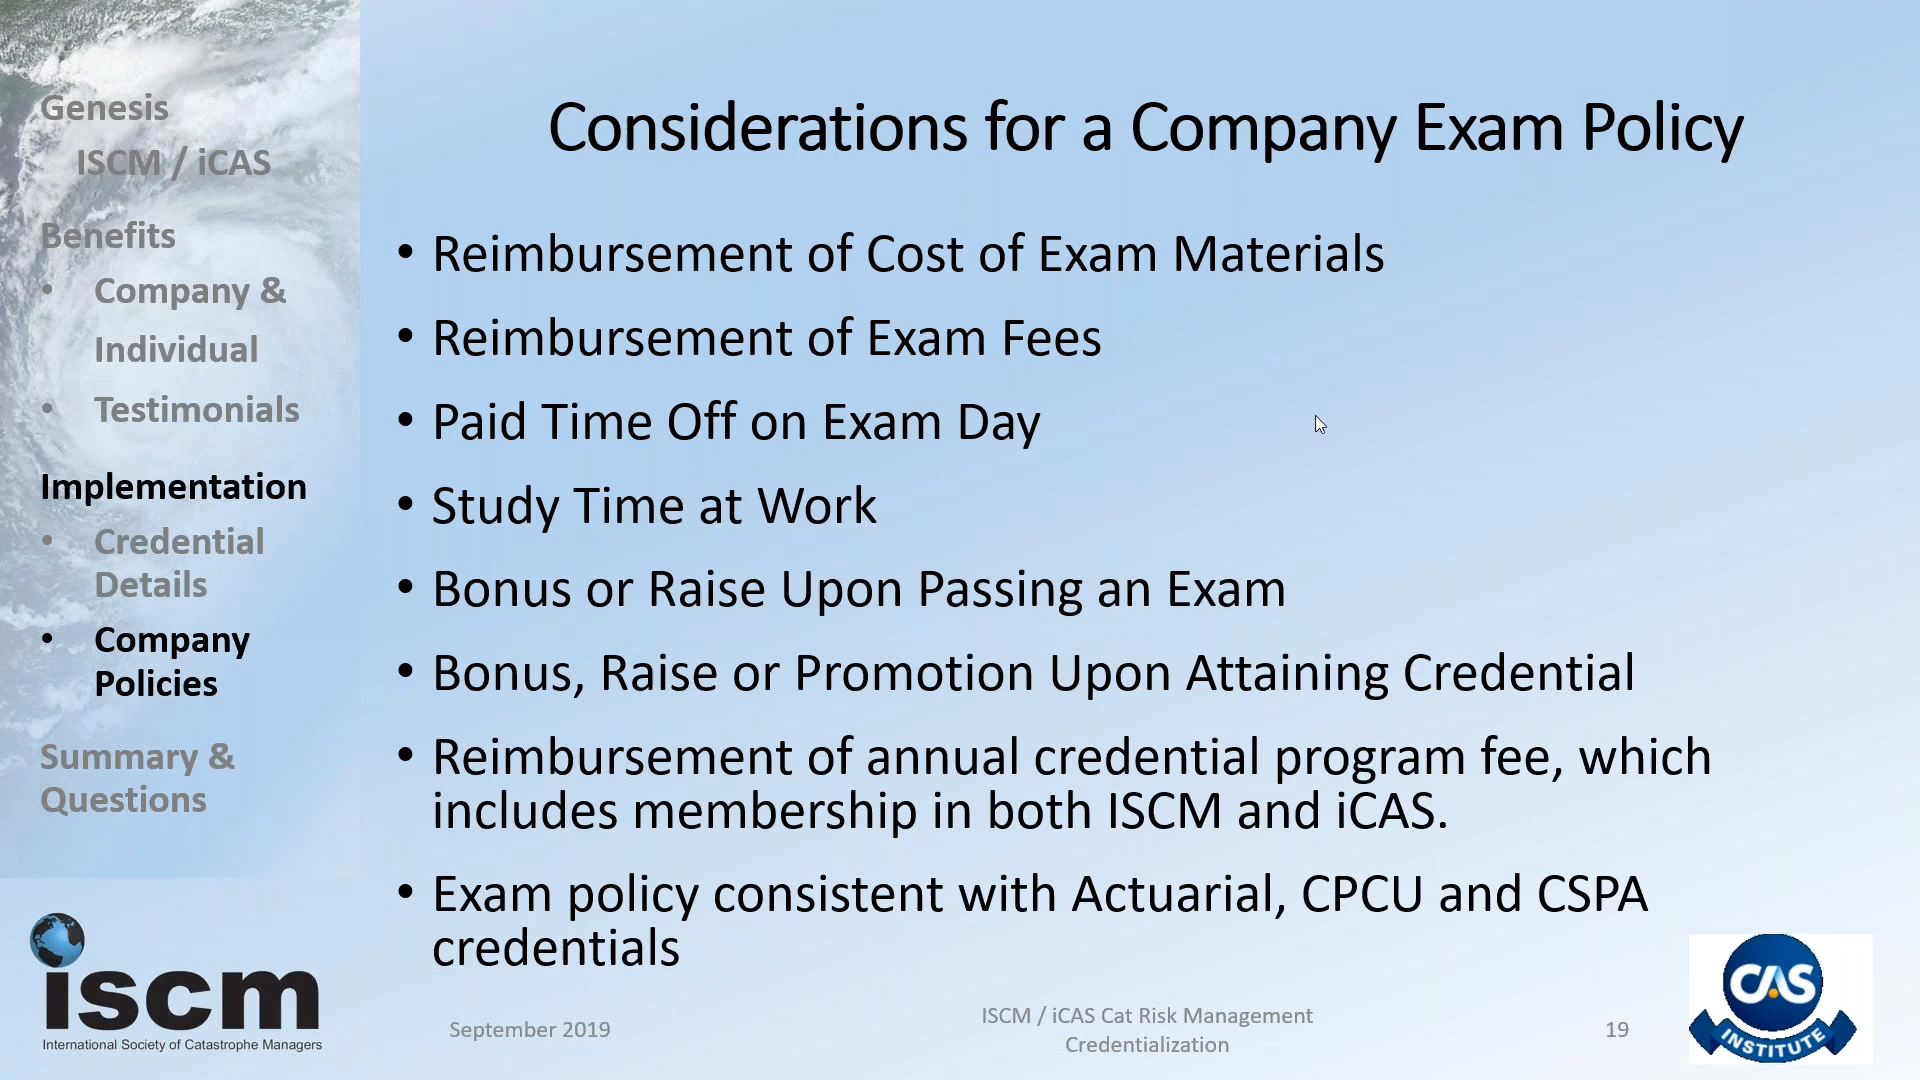 Genesis
ISCM / iCAS
Benefits
• Company &
Individual
• Testimonials
Implementation
• Credential
Details
• Company
Policies
Summary &
Questions
iscm
International Society of Catastrophe Managers
Considerations for a Company Exam Policy
• Reimbursement of Cost of Exam Materials
• Reimbursement of Exam Fees
• Paid Time Off on Exam Day
• Study Time at Work
• Bonus or Raise Upon Passing an Exam
• Bonus, Raise or Promotion Upon Attaining Credential
• Reimbursement of annual credential program fee, which
includes membership in both ISCM and iCAS.
• Exam policy consistent with Actuarial, CPCU and CSPA
credentials
September 2019
ISCM / iCAS Cat Risk Management
Credentialization
19
CAS
INSTITUTE